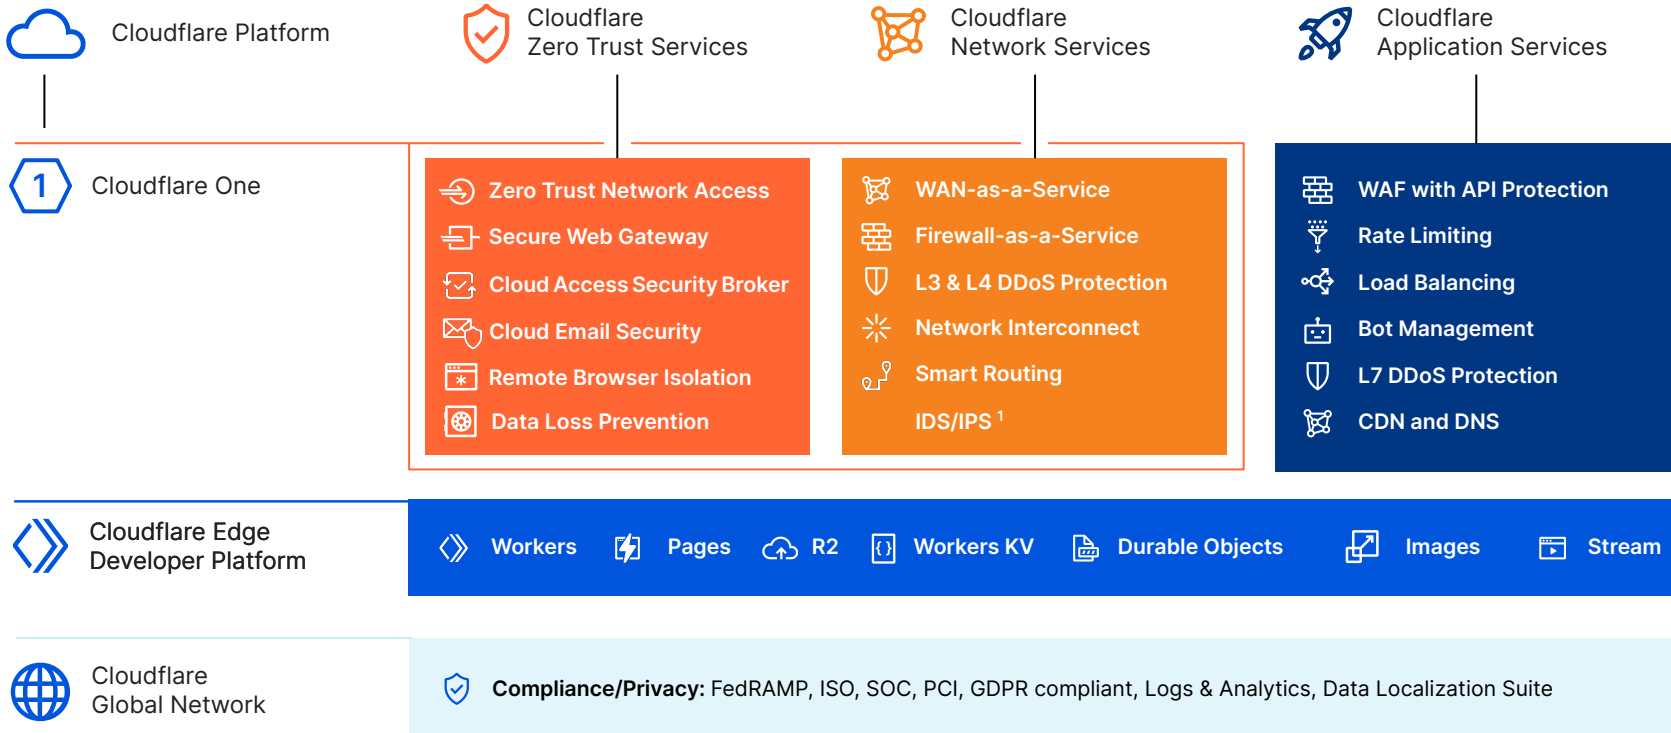 Cloudflare Platform
Cloudflare
Zero Trust Services
Cloudflare
Network Services
Cloudflare
Application Services
1
Cloudflare One
Zero Trust Network Access
Secure Web Gateway
Cloud Access Security Broker
Cloud Email Security
Remote Browser Isolation
Data Loss Prevention
WAN-as-a-Service
Firewall-as-a-Service
L3 & L4 DDoS Protection
Network Interconnect
Smart Routing
IDS/IPS ¹
WAF with API Protection
Rate Limiting
Load Balancing
Bot Management
L7 DDoS Protection
CDN and DNS
Cloudflare Edge
Developer Platform
Workers
Pages
R2
Workers KV
Durable Objects
Images
Stream
Cloudflare
Global Network
Compliance/Privacy: FedRAMP, ISO, SOC, PCI, GDPR compliant, Logs & Analytics, Data Localization Suite